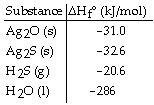 Substance ΔHf° (kJ/mol)
Ag2O (s) −31.0
Ag2S (s) −32.6
H2S (g) −20.6
H2O (l) −286